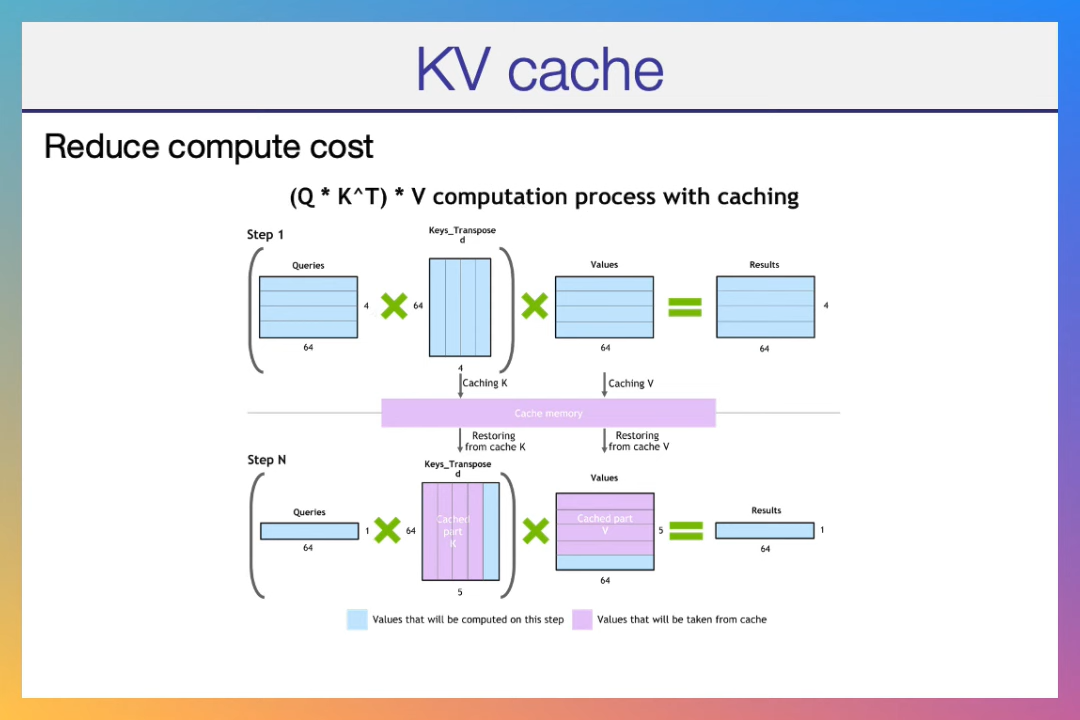 KV cache
Reduce compute cost
(Q * K^T) * V computation process with caching
Step 1
Keys_Transpose
d
Queries
Values
Results
4
64
4
64
64
64
4
Caching K
Caching V
Cache memory
Restoring
from cache K
Restoring
from cache V
Step N
Keys_Transpose
d
Values
Queries
Results
Cached
part
K
Cached part
V
1
64
5
1
64
64
64
5
Values that will be computed on this step
Values that will be taken from cache